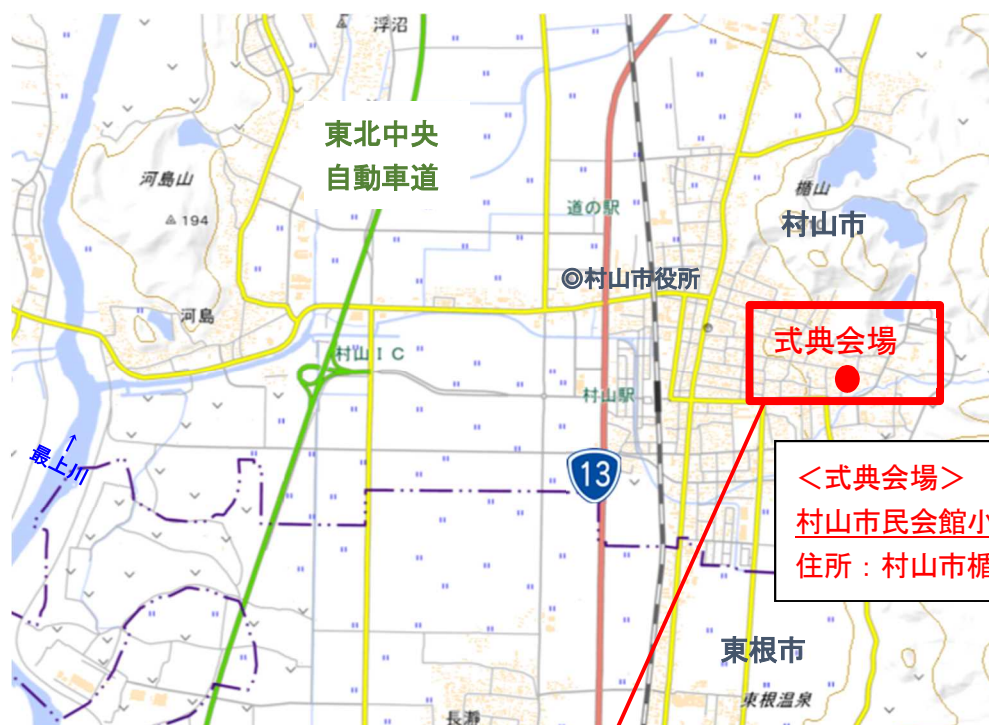 浮沼
東北中央
自動車道
河島山
194
楯山
道の駅
村山市
◎村山市役所
河島
式典会場
村山IC
村山駅
↑
最上川
13
<式典会場>
村山市民会館小
住所:村山市楯
東根市
東根温泉
長瀞